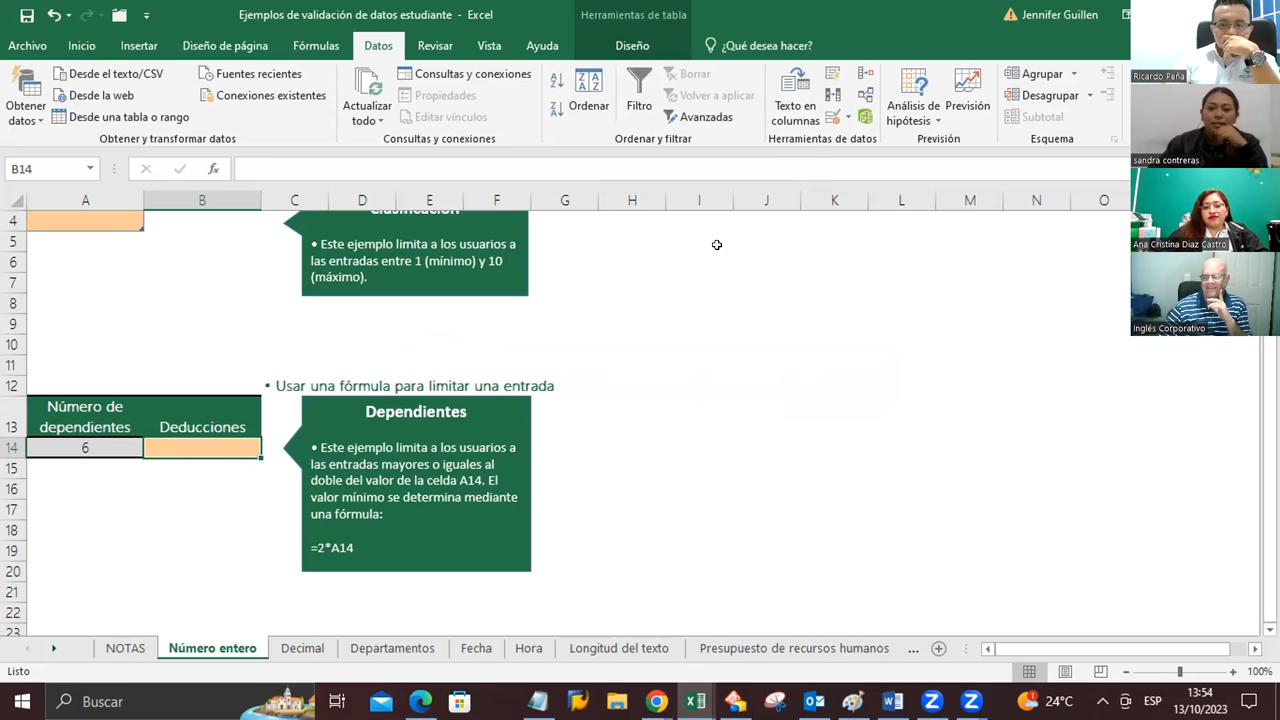 Ejemplos de validación de datos estudiante - Excel
Herramientas de tabla
Jennifer Guillen
Archivo Inicio Insertar Diseño de página Fórmulas Datos Revisar Vista Ayuda Diseño ¿Qué desea hacer?
Obtener datos
Desde el texto/CSV
Desde la web
Desde una tabla o rango
Fuentes recientes
Conexiones existentes
Obtener y transformar datos
Actualizar todo
Consultas y conexiones
Propiedades
Editar vínculos
Consultas y conexiones
Ordenar
Filtro
Borrar
Volver a aplicar
Avanzadas
Ordenar y filtrar
Texto en columnas
Herramientas de datos
Análisis de hipótesis
Previsión
Previsión
Agrupar
Desagrupar
Subtotal
Esquema
Ricardo Peña
sandra contreras
Ana Cristina Diaz Castro
Inglés Corporativo
B14
fx
A B C D E F G H I J K L M N O
4
5
6
7
8
9
10
11
12
13
14
15
16
17
18
19
20
21
22
23
Clasificación
• Este ejemplo limita a los usuarios a
las entradas entre 1 (mínimo) y 10
(máximo).
• Usar una fórmula para limitar una entrada
Número de
dependientes
Deducciones
6
Dependientes
• Este ejemplo limita a los usuarios a
las entradas mayores o iguales al
doble del valor de la celda A14. El
valor mínimo se determina mediante
una fórmula:
=2*A14
NOTAS Número entero Decimal Departamentos Fecha Hora Longitud del texto Presupuesto de recursos humanos ...
Listo
100%
Buscar
24°C
ESP
13:54
13/10/2023